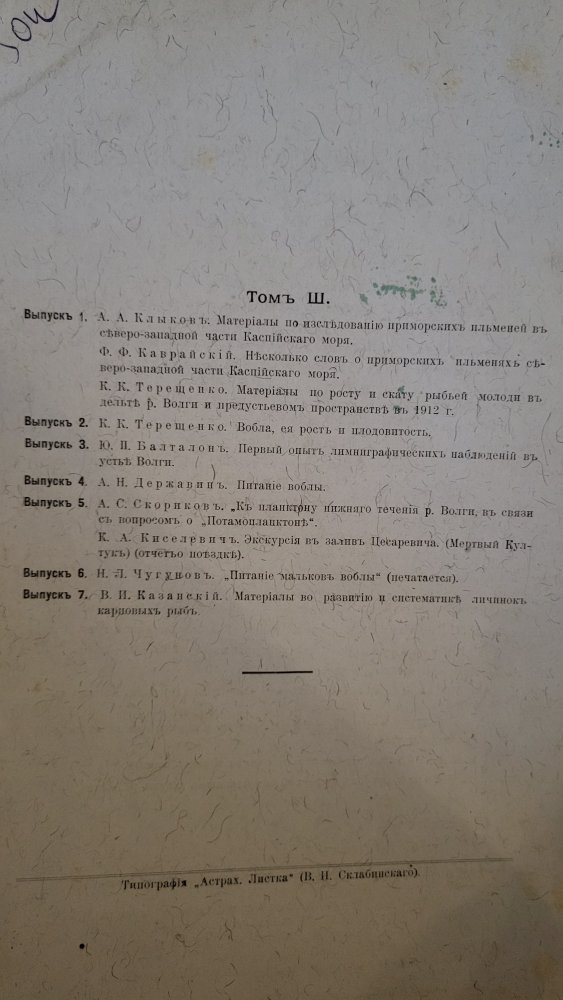 Томъ III.
Выпускъ 1. А. А. Клыковъ. Матеріалы по изслѣдованію приморскихъ ильменей въ
сѣверо-западной части Каспійскаго моря.
Ф. Ф. Каврайскій. Нѣсколько словъ о приморскихъ ильменяхъ сѣ-
веро-западной части Каспійскаго моря.
К. К. Терещенко. Матеріалы по росту и скату рыбьей молоди въ
дельтѣ р. Волги и предустьевомъ пространствѣ въ 1912 г.
Выпускъ 2. К. К. Терещенко. Вобла, ея ростъ и плодовитость.
Выпускъ 3. Ю. П. Балталонъ. Первый опытъ лимниграфическихъ наблюденій въ
устьѣ Волги.
Выпускъ 4. А. Н. Державинъ. Питаніе воблы.
Выпускъ 5. А. С. Скориковъ. „Къ планктону нижняго теченія р. Волги, въ связи
съ вопросомъ о „Потамопланктонѣ“.
К. А. Киселевичъ. Экскурсія въ заливъ Цесаревича. (Мертвый Кул-
тукъ) (отчетъо поѣздкѣ).
Выпускъ 6. Н. Л. Чугуновъ. „Питаніе мальковъ воблы“ (печатается).
Выпускъ 7. В. И. Казанскій. Матеріалы во развитію и систематикѣ личинокъ
карповыхъ рыбъ.
Типографія „Астрах. Листка“ (В. И. Склабинскаго).